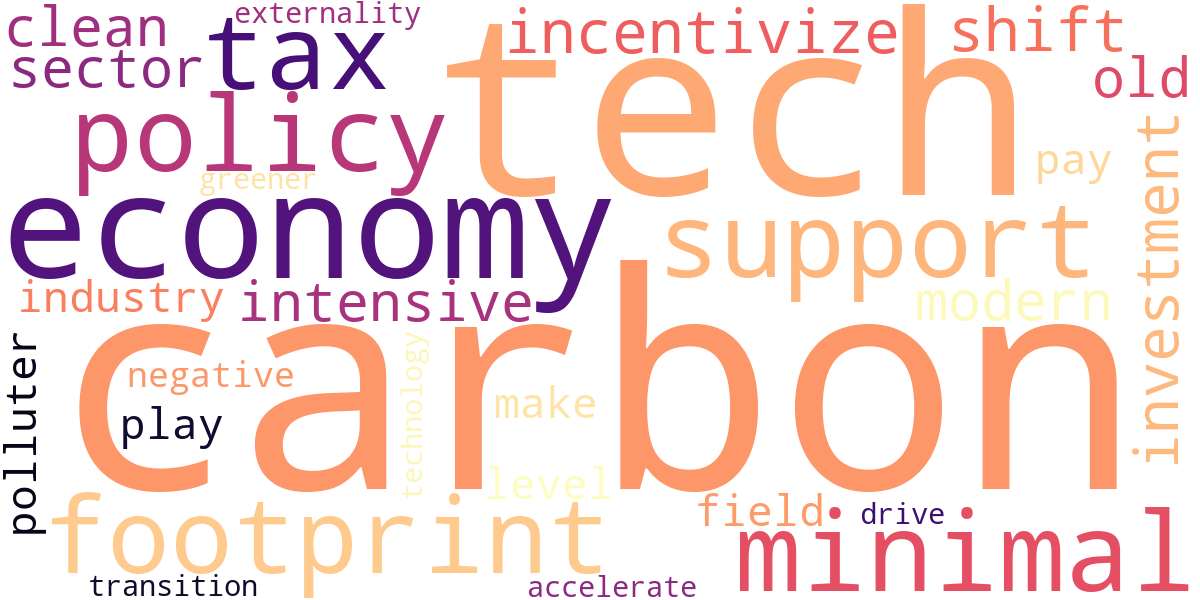 externality
clean
tax
incentivize
shift
tech
sector
old
policy
investment
pay
greener
economy
support
industry
intensive
modern
carbon
polluter
negative
technology
play
make
level
footprint
field
drive
minimal
transition
accelerate